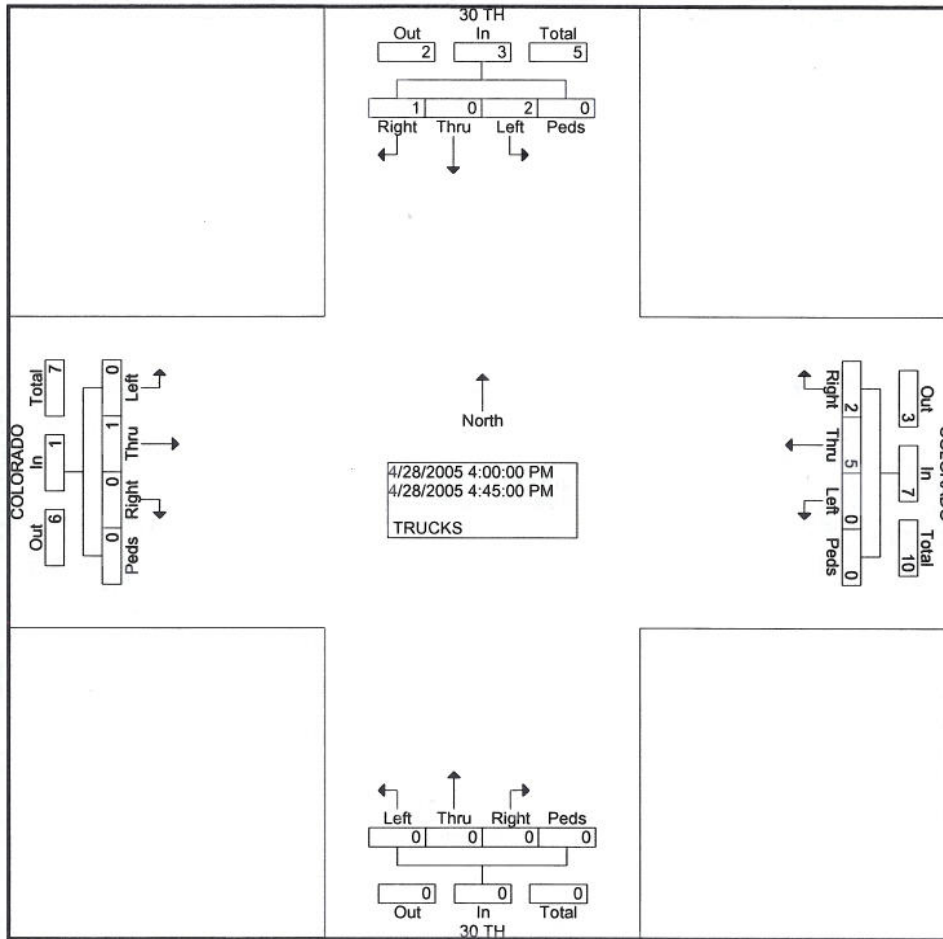 30 TH
Out In Total
2 3 5
1 0 2 0
Right Thru Left Peds
COLORADO
Total In Out
7 1 6
0 1 0 0
Left Thru Right Peds
North
4/28/2005 4:00:00 PM
4/28/2005 4:45:00 PM
TRUCKS
Right Thru Left Peds
2 5 0 0
Out In Total
3 7 10
Left Thru Right Peds
0 0 0 0
0 0 0
Out In Total
30 TH